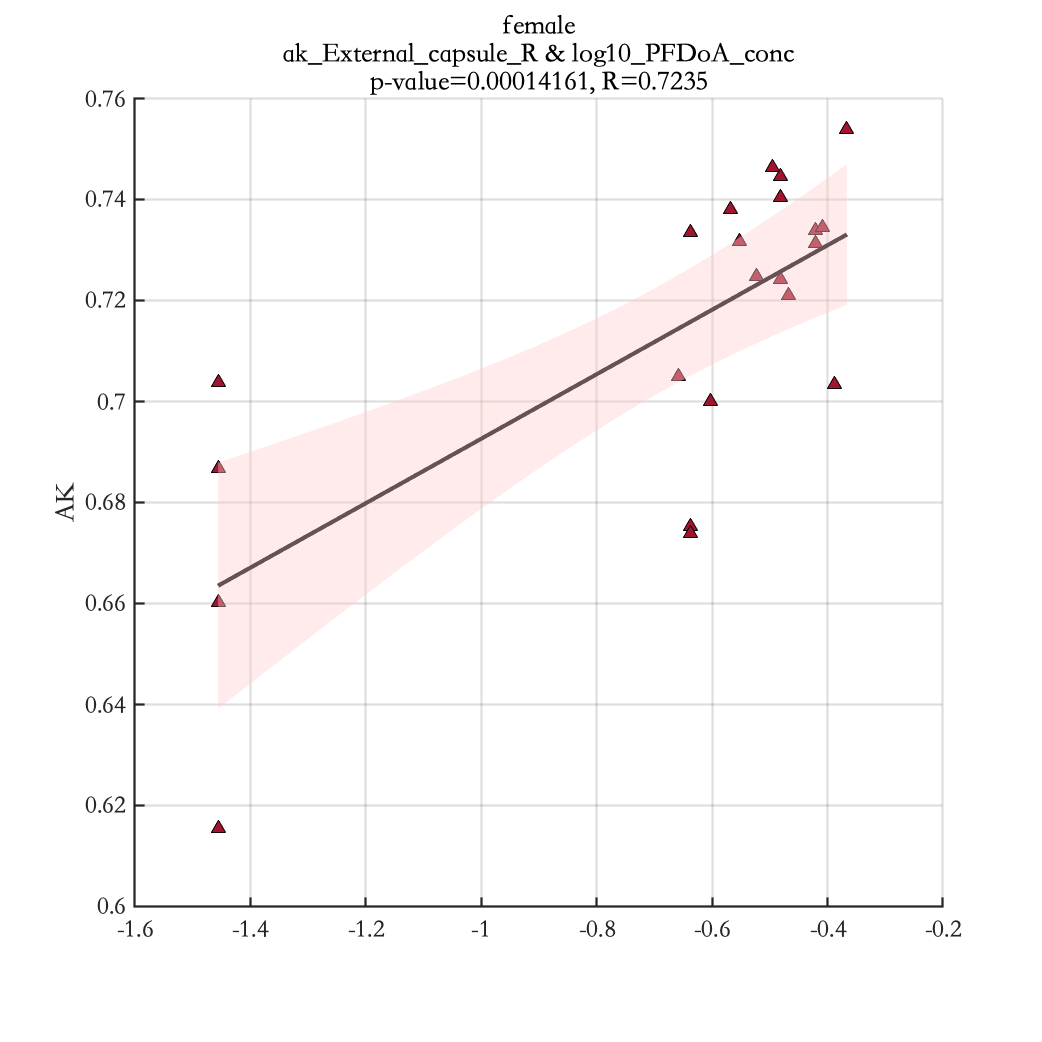 female
ak_External_capsule_R & log10_PFDoA_conc
p-value=0.00014161, R=0.7235
0.76
0.74
0.72
0.7
0.68
AK
0.66
0.64
0.62
0.6
-1.6 -1.4 -1.2 -1 -0.8 -0.6 -0.4 -0.2